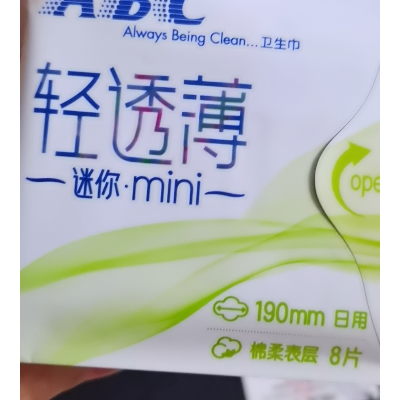 ABC
Always Being Clean...卫生巾
轻透薄
迷你·mini
ope
190mm 日用
棉柔表层 8片